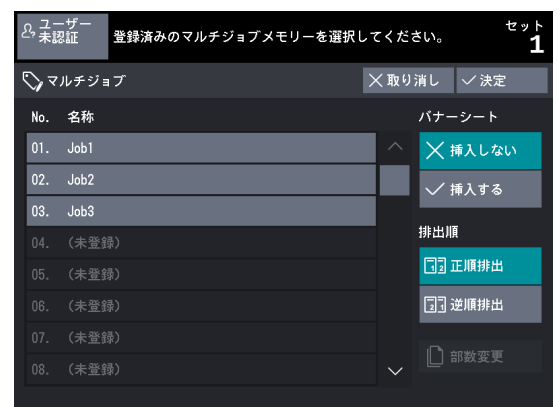 ユーザー
未認証
登録済みのマルチジョブメモリーを選択してください。
セット
1
マルチジョブ
取り消し
決定
No. 名称
バナーシート
01. Job1
挿入しない
02. Job2
挿入する
03. Job3
排出順
04. (未登録)
1 2 正順排出
05. (未登録)
06. (未登録)
2 1 逆順排出
07. (未登録)
部数変更
08. (未登録)